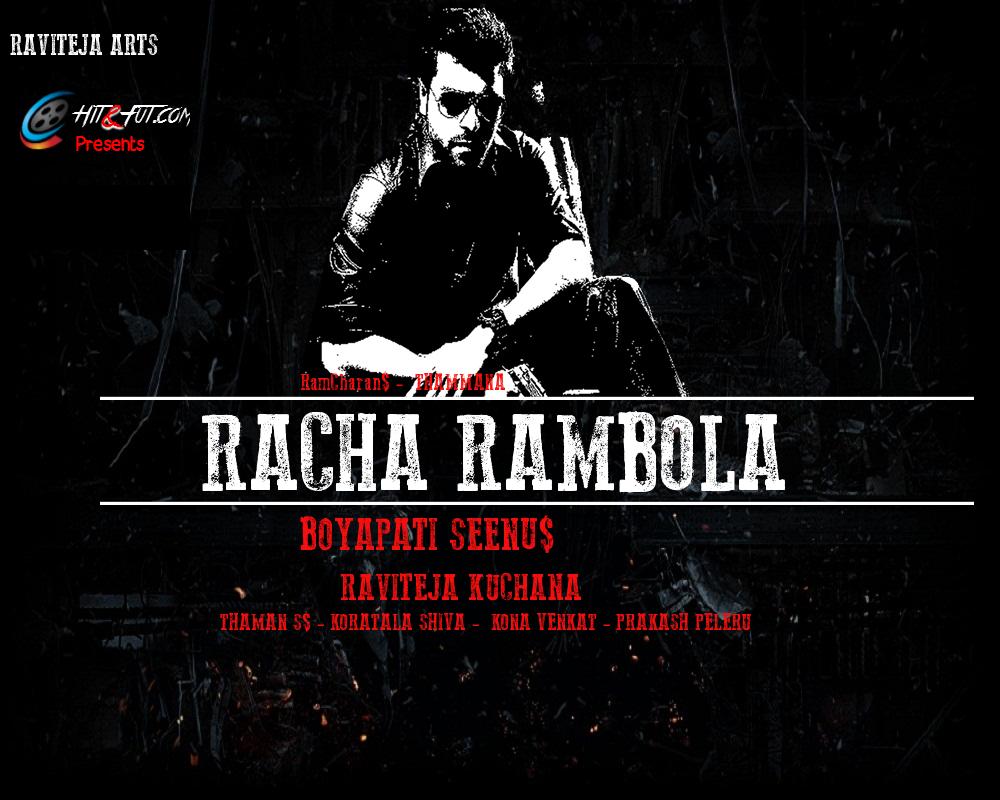 RAVITEJA ARTS
HIT&FUT.COM
Presents
RamCharan$ - THAMMANA
RACHA RAMBOLA
BOYAPATI SEENU$
RAVITEJA KUCHANA
THAMAN S$ - KORATALA SHIVA - KONA VENKAT - PRAKASH PELERU